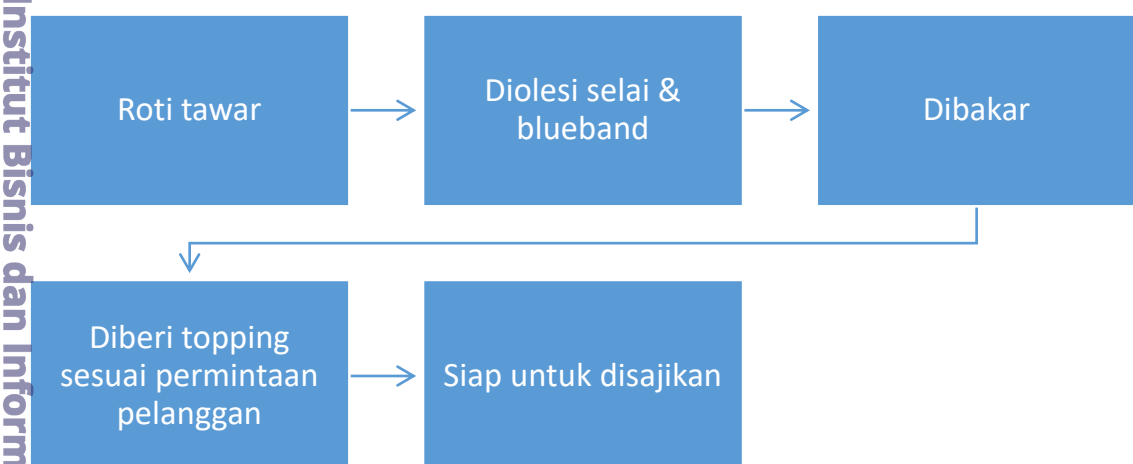 Institut Bisnis dan Inform
Roti tawar
Diolesi selai &
blueband
Dibakar
Diberi topping
sesuai permintaan
pelanggan
Siap untuk disajikan